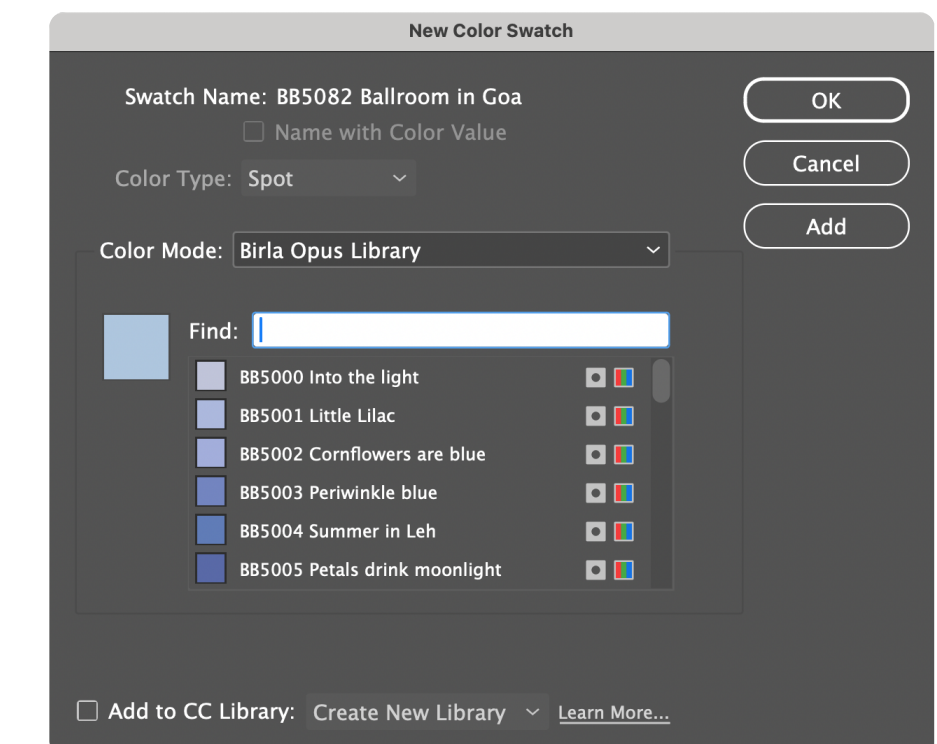 New Color Swatch
Swatch Name: BB5082 Ballroom in Goa
OK
Name with Color Value
Cancel
Color Type: Spot
Add
Color Mode: Birla Opus Library
Find:
BB5000 Into the light
BB5001 Little Lilac
BB5002 Cornflowers are blue
BB5003 Periwinkle blue
BB5004 Summer in Leh
BB5005 Petals drink moonlight
Add to CC Library: Create New Library Learn More...